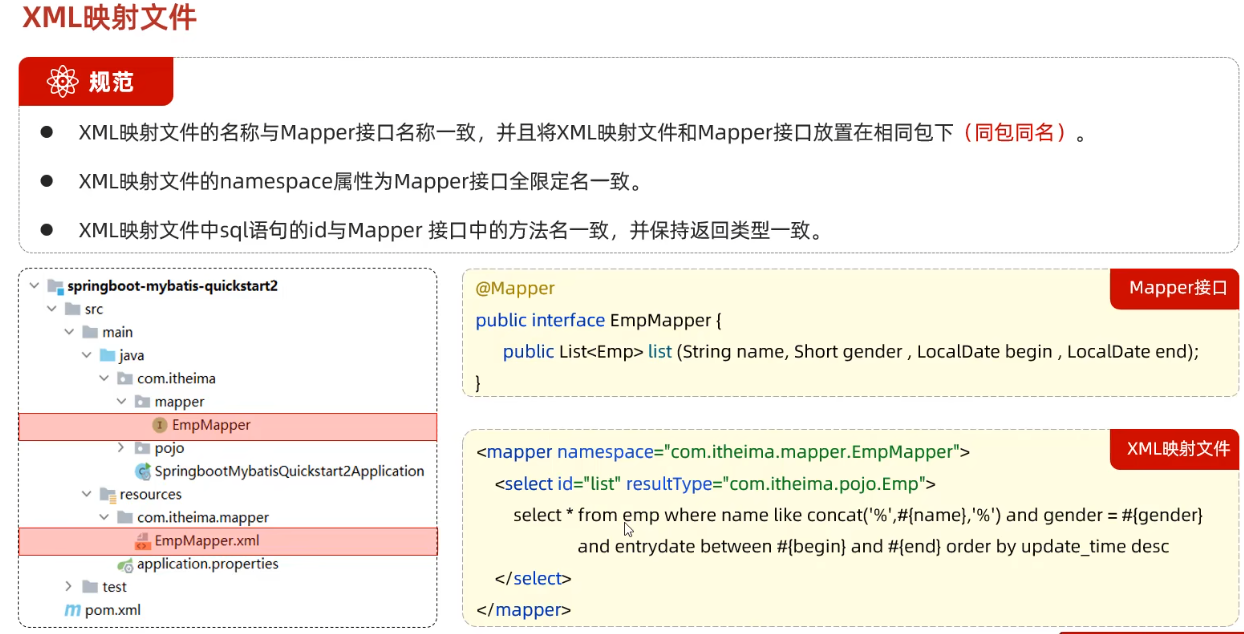 XML映射文件
规范
XML映射文件的名称与Mapper接口名称一致，并且将XML映射文件和Mapper接口放置在相同包下（同包同名）。
XML映射文件的namespace属性为Mapper接口全限定名一致。
XML映射文件中sql语句的id与Mapper 接口中的方法名一致，并保持返回类型一致。
springboot-mybatis-quickstart2
src
main
java
com.itheima
mapper
EmpMapper
pojo
SpringbootMybatisQuickstart2Application
resources
com.itheima.mapper
EmpMapper.xml
application.properties
test
pom.xml
Mapper接口
@Mapper
public interface EmpMapper {
public List<Emp> list (String name, Short gender , LocalDate begin , LocalDate end);
}
XML映射文件
<mapper namespace="com.itheima.mapper.EmpMapper">
<select id="list" resultType="com.itheima.pojo.Emp">
select * from emp where name like concat('%',#{name},'%') and gender = #{gender}
and entrydate between #{begin} and #{end} order by update_time desc
</select>
</mapper>